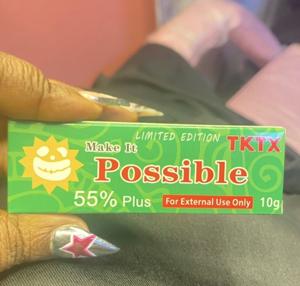 LIMITED EDITION
TKTX
Make It
Possible
55% Plus
For External Use Only
10g